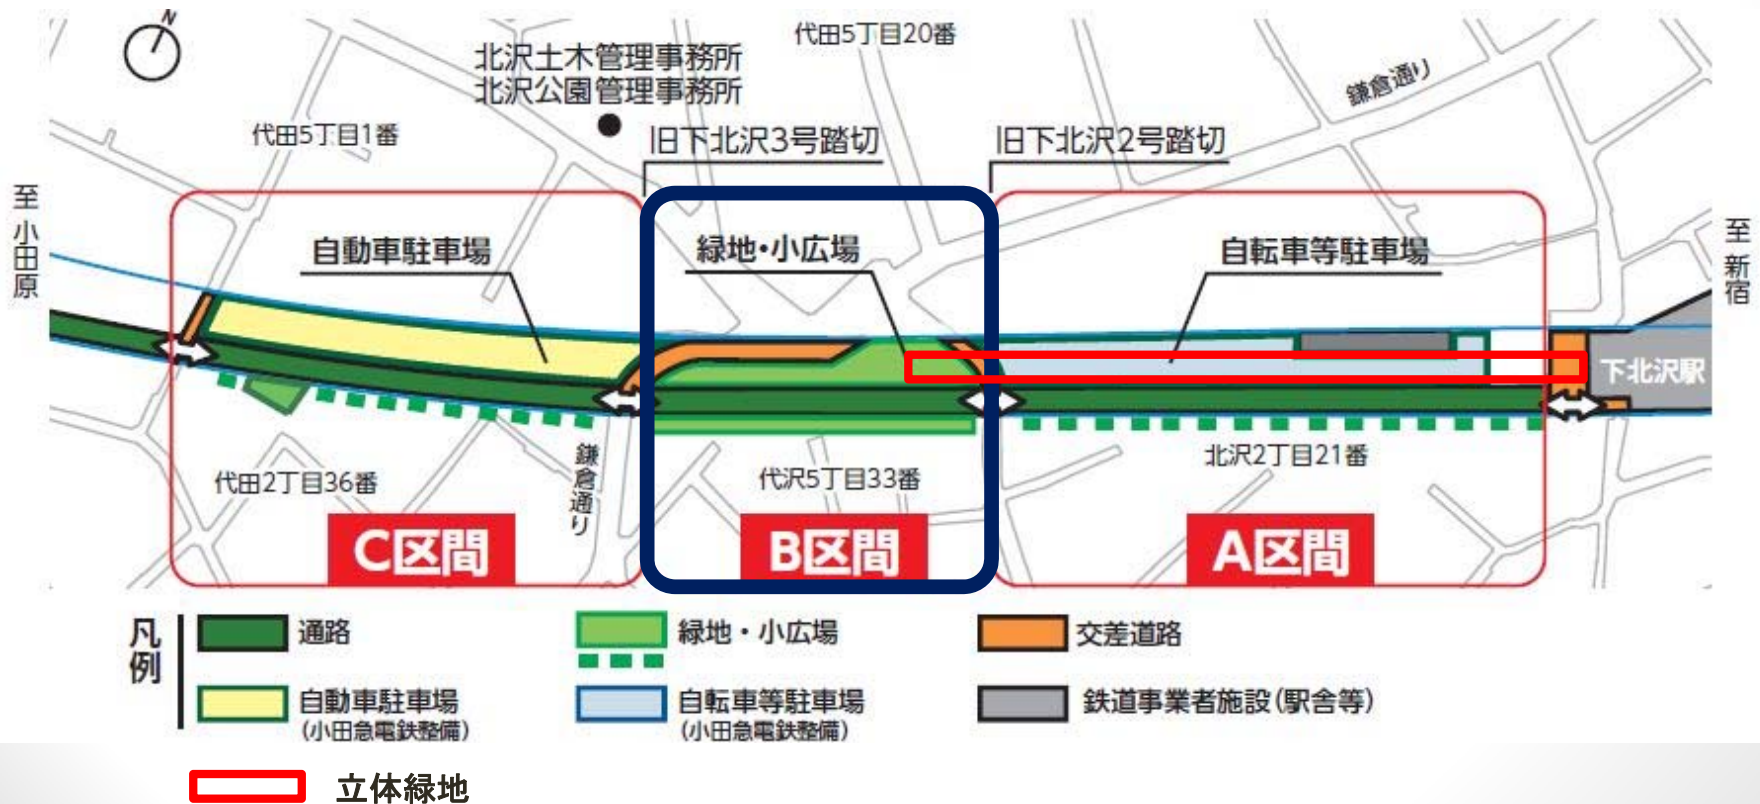 N
代田5丁目20番
北沢土木管理事務所
北沢公園管理事務所
鎌倉通り
代田5丁目1番
旧下北沢3号踏切
旧下北沢2号踏切
至 小田原
自動車駐車場
緑地・小広場
自転車等駐車場
至 新宿
下北沢駅
代田2丁目36番
鎌倉通り
代沢5丁目33番
北沢2丁目21番
C区間
B区間
A区間
凡例
通路
緑地・小広場
交差道路
自動車駐車場
(小田急電鉄整備)
自転車等駐車場
(小田急電鉄整備)
鉄道事業者施設(駅舎等)
立体緑地